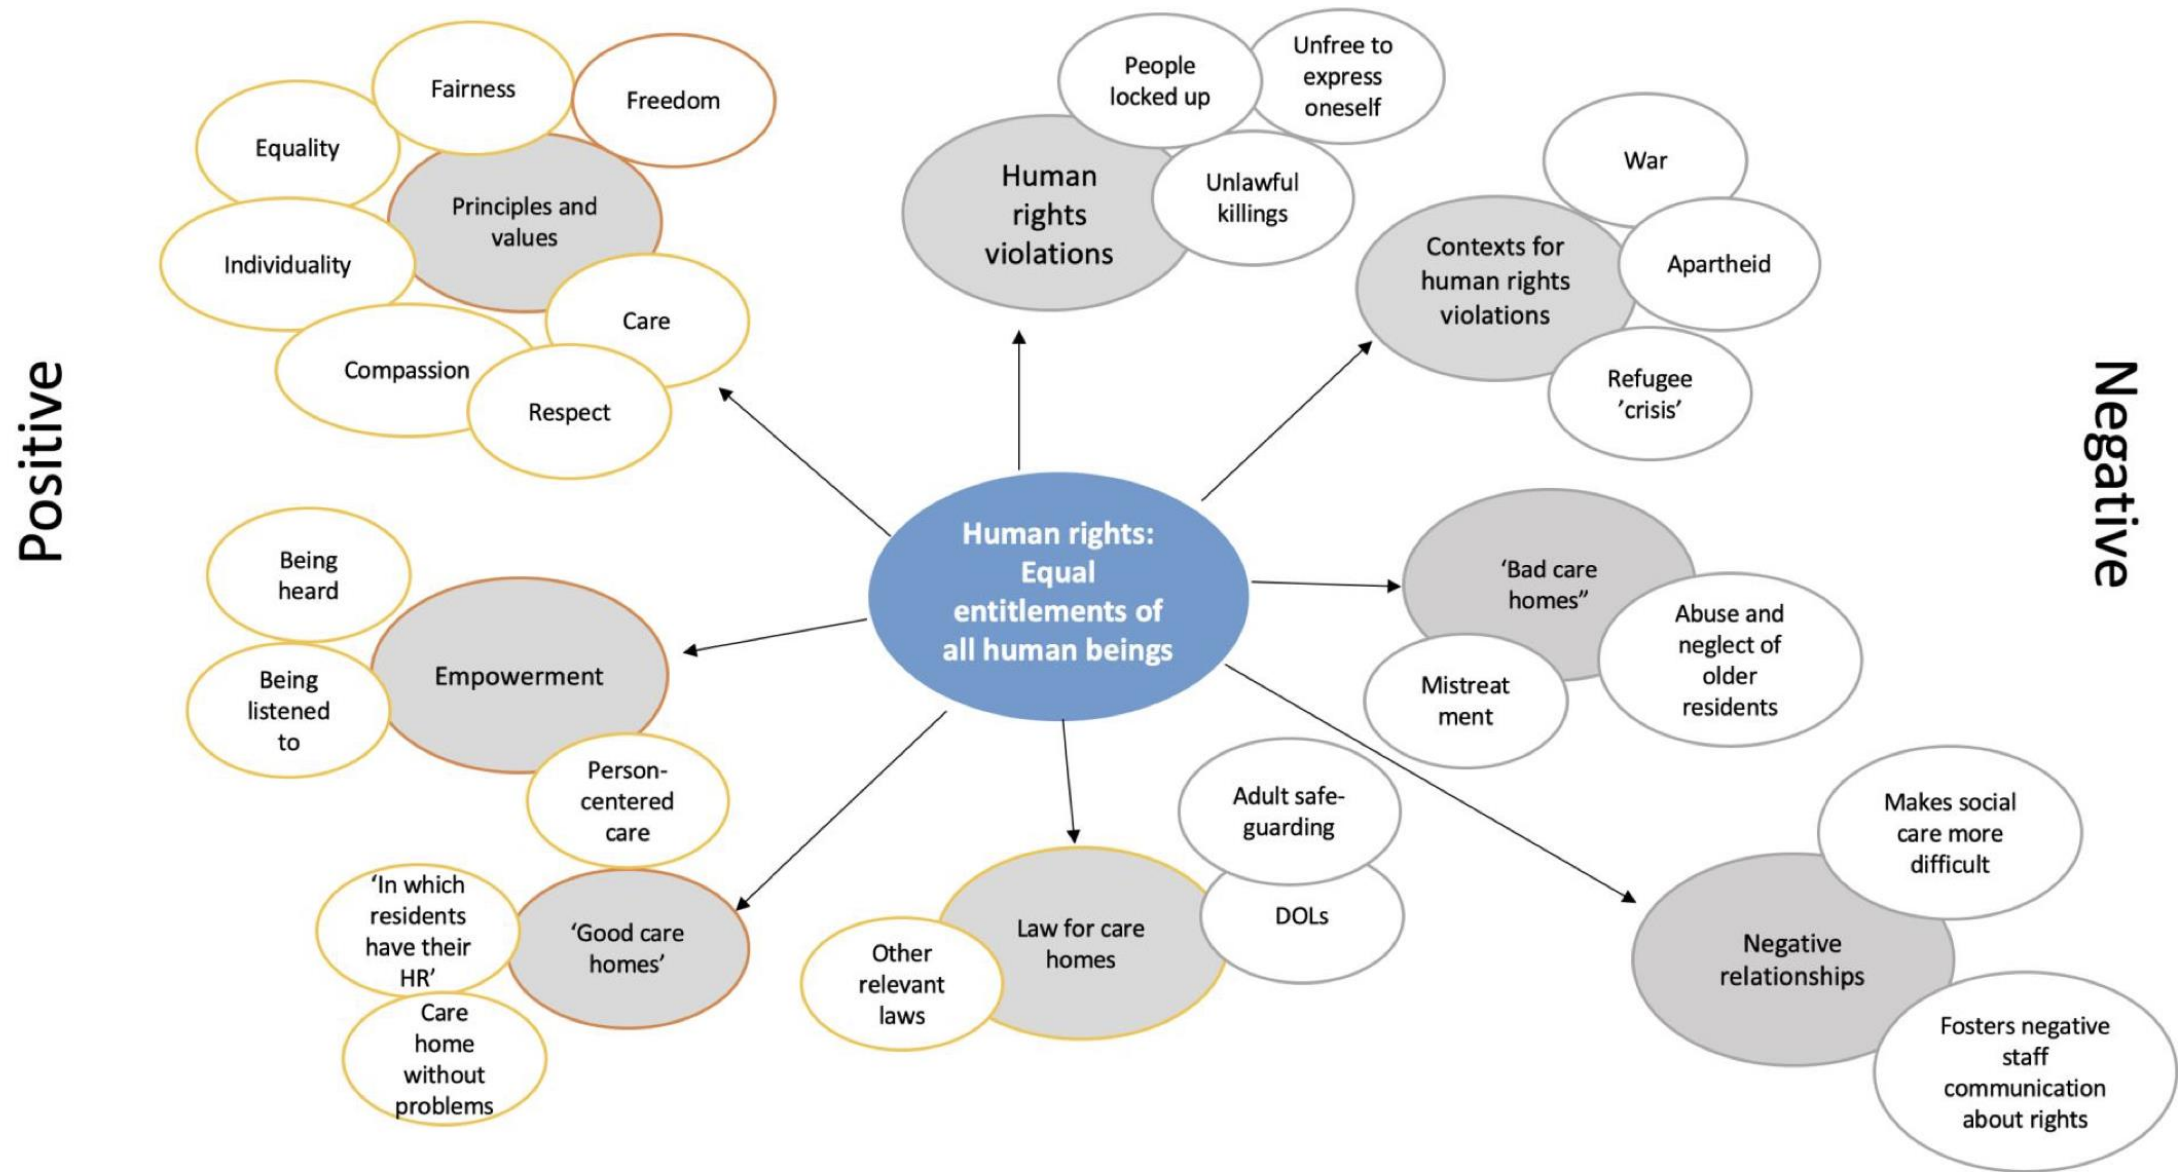 Positive
Negative
Fairness
Freedom
Equality
Principles and
values
Individuality
Care
Compassion
Respect
People
locked up
Unfree to
express
oneself
Human
rights
violations
Unlawful
killings
War
Contexts for
human rights
violations
Apartheid
Refugee
’crisis’
Human rights:
Equal
entitlements of
all human beings
Being
heard
Being
listened
to
Empowerment
Person-
centered
care
‘In which
residents
have their
HR’
‘Good care
homes’
Care
home
without
problems
Law for care
homes
Other
relevant
laws
Adult safe-
guarding
DOLs
‘Bad care
homes”
Mistreat
ment
Abuse and
neglect of
older
residents
Makes social
care more
difficult
Negative
relationships
Fosters negative
staff
communication
about rights